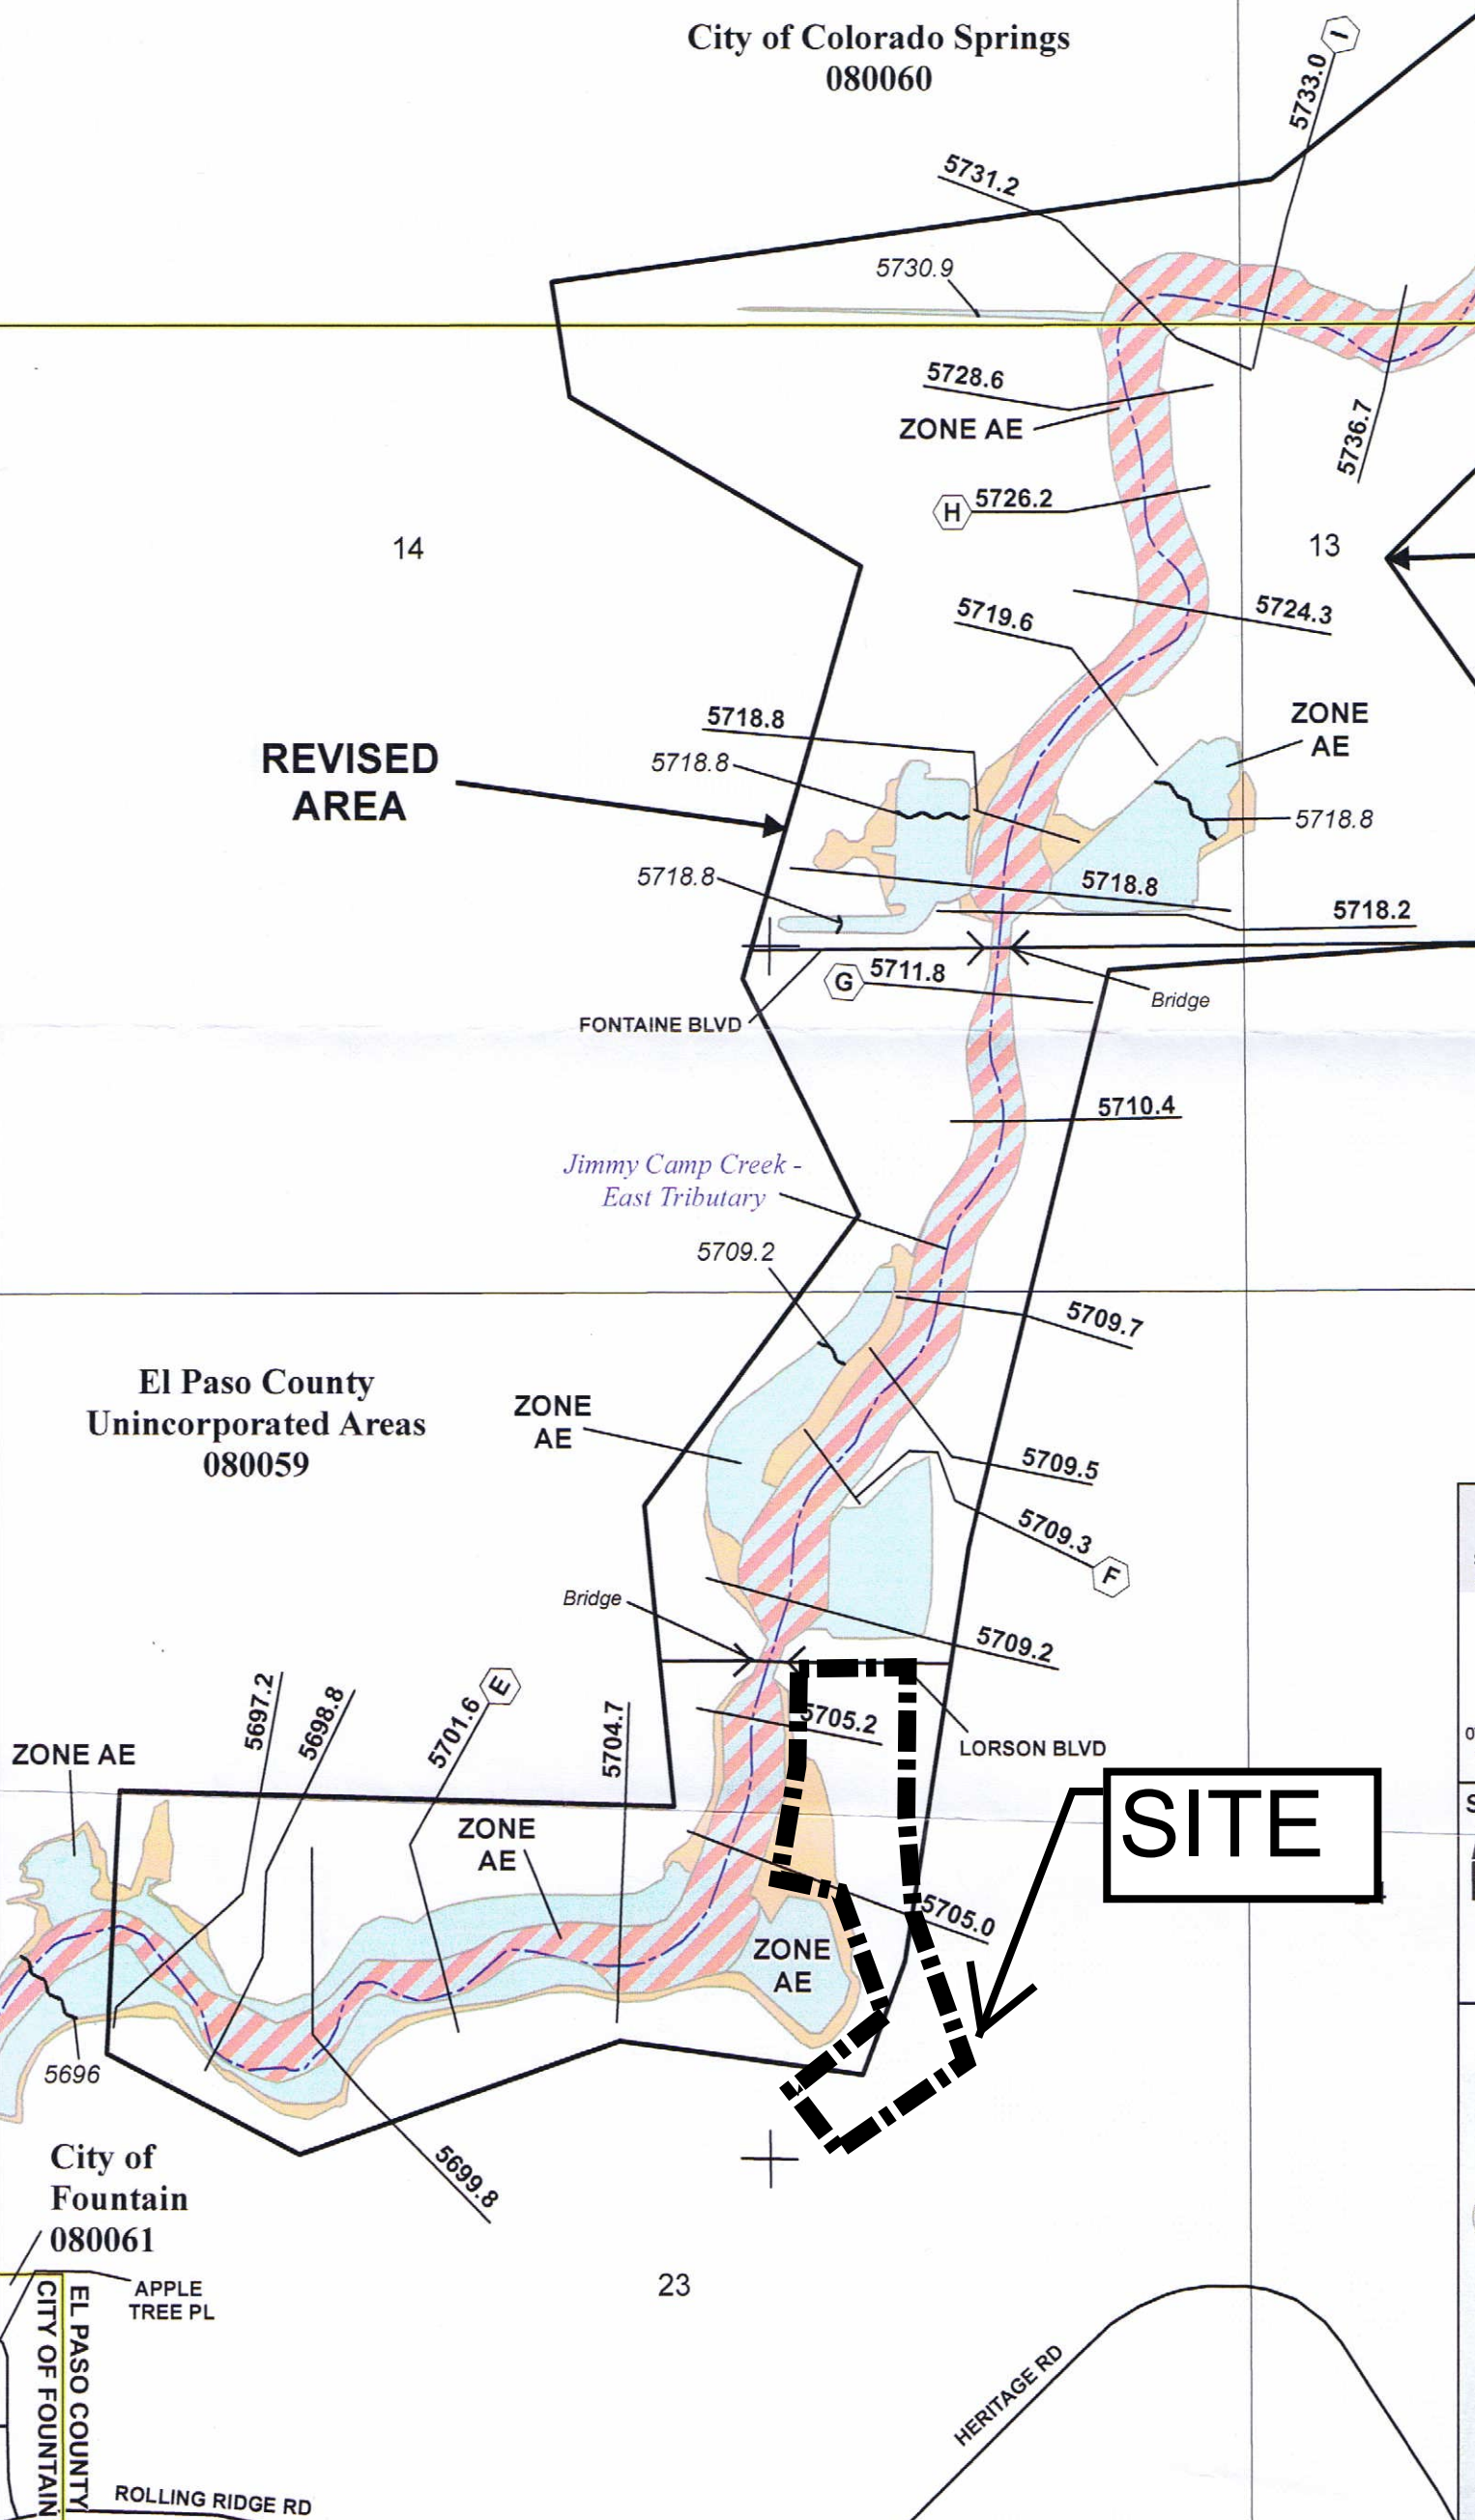 City of Colorado Springs
080060
I
5733.0
5731.2
5730.9
5728.6
ZONE AE
5736.7
H
5726.2
14
13
5724.3
5719.6
ZONE
AE
5718.8
5718.8
REVISED
AREA
5718.8
5718.8
5718.8
5718.2
G
5711.8
Bridge
FONTAINE BLVD
5710.4
Jimmy Camp Creek -
East Tributary
5709.2
5709.7
El Paso County
Unincorporated Areas
080059
ZONE
AE
5709.5
5709.3
F
Bridge
5709.2
5697.2
5698.8
5701.6
E
5704.7
5705.2
ZONE AE
LORSON BLVD
SITE
ZONE
AE
5705.0
ZONE
AE
5696
City of
Fountain
080061
5699.8
23
APPLE
TREE PL
EL PASO COUNTY
CITY OF FOUNTAIN
HERITAGE RD
ROLLING RIDGE RD